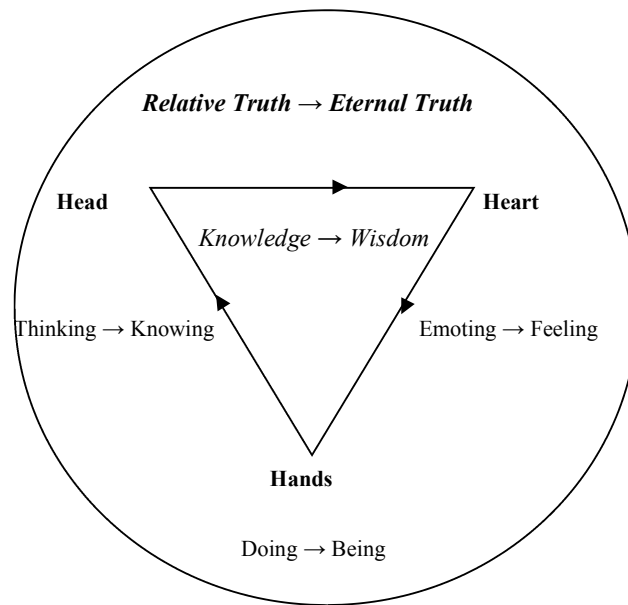 Relative Truth → Eternal Truth
Head
Heart
Knowledge → Wisdom
Thinking → Knowing
Emoting → Feeling
Hands
Doing → Being